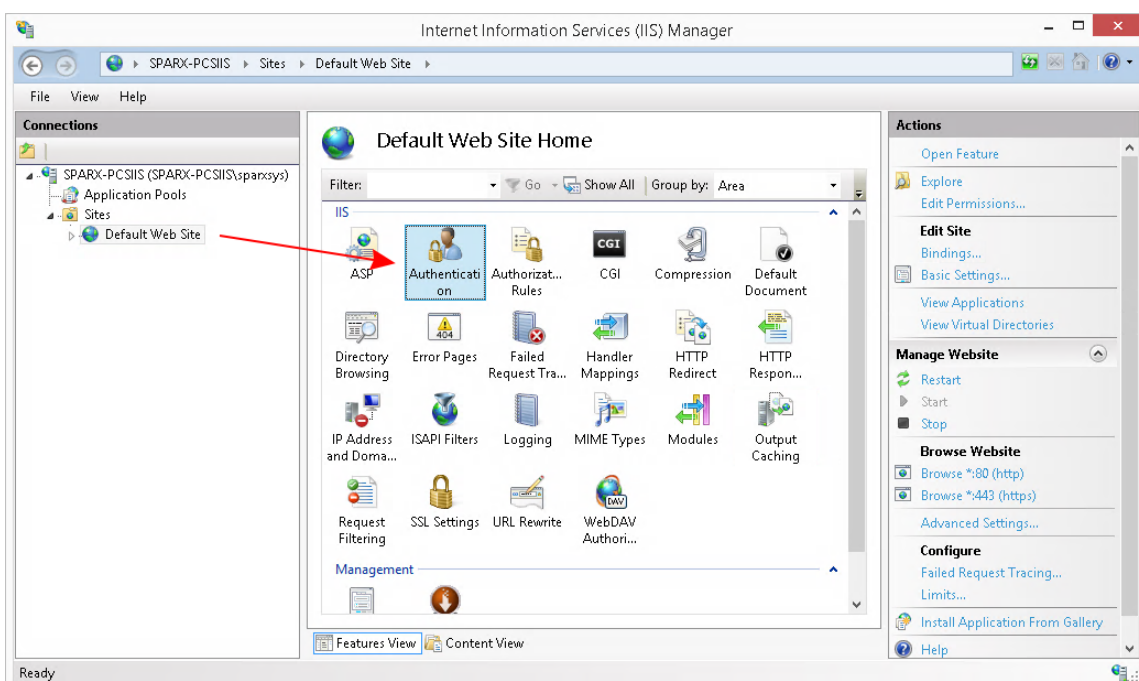 Internet Information Services (IIS) Manager
SPARX-PCSIIS Sites Default Web Site
File View Help
Connections
SPARX-PCSIIS (SPARX-PCSIIS\sparxsys)
Application Pools
Sites
Default Web Site
Default Web Site Home
Filter: Go Show All Group by: Area
IIS
ASP
Authenticati
on
Authorizat...
Rules
CGI
CGI
Compression
Default
Document
Directory
Browsing
404
Error Pages
Failed
Request Tra...
Handler
Mappings
HTTP
Redirect
HTTP
Respon...
IP Address
and Doma...
ISAPI Filters
Logging
MIME Types
Modules
Output
Caching
Request
Filtering
SSL Settings
URL Rewrite
DAV
WebDAV
Authori...
Management
Features View Content View
Actions
Open Feature
Explore
Edit Permissions...
Edit Site
Bindings...
Basic Settings...
View Applications
View Virtual Directories
Manage Website
Restart
Start
Stop
Browse Website
Browse *:80 (http)
Browse *:443 (https)
Advanced Settings...
Configure
Failed Request Tracing...
Limits...
Install Application From Gallery
Help
Ready